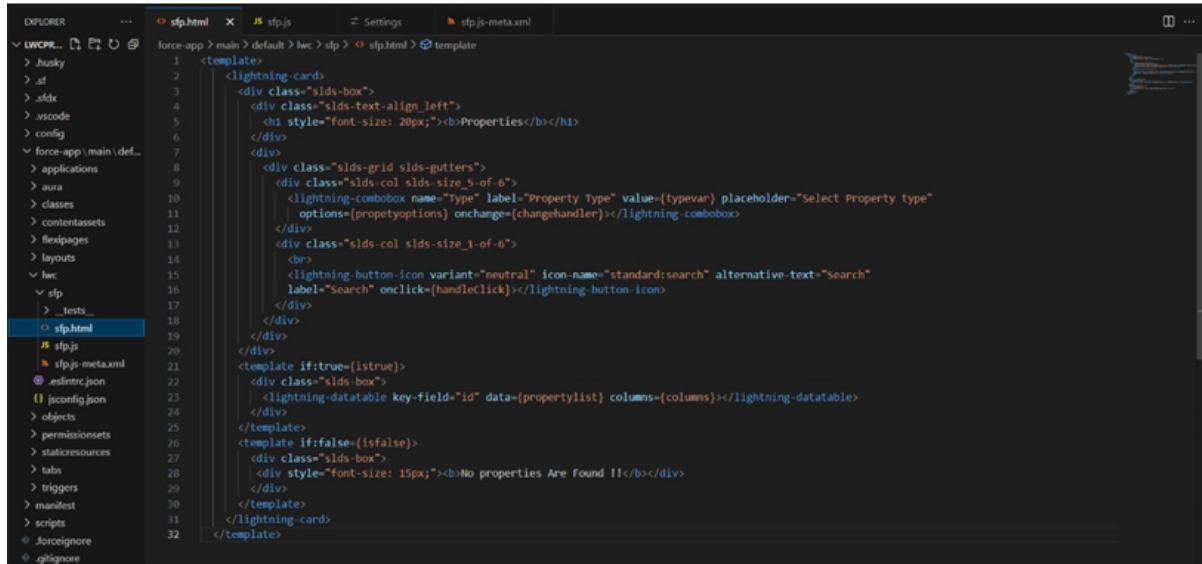 EXPLORER
LWCPR...
.husky
.sf
.sfdx
.vscode
config
force-app\main\def...
applications
aura
classes
contentassets
flexipages
layouts
lwc
sfp
__tests__
sfp.html
JS sfp.js
sfp.js-meta.xml
.eslintrc.json
{} jsconfig.json
objects
permissionsets
staticresources
tabs
triggers
manifest
scripts
.forceignore
.gitignore
sfp.html X JS sfp.js Settings sfp.js-meta.xml
force-app > main > default > lwc > sfp > sfp.html > template
1 <template>
2 <lightning-card>
3 <div class="slds-box">
4 <div class="slds-text-align_left">
5 <h1 style="font-size: 20px;"><b>Properties</b></h1>
6 </div>
7 <div>
8 <div class="slds-grid slds-gutters">
9 <div class="slds-col slds-size_5-of-6">
10 <lightning-combobox name="Type" label="Property Type" value={typevar} placeholder="Select Property type"
11 options={propetyoptions} onchange={changehandler}></lightning-combobox>
12 </div>
13 <div class="slds-col slds-size_1-of-6">
14 <br>
15 <lightning-button-icon variant="neutral" icon-name="standard:search" alternative-text="Search"
16 label="Search" onclick={handleClick}></lightning-button-icon>
17 </div>
18 </div>
19 </div>
20 </div>
21 <template if:true={istrue}>
22 <div class="slds-box">
23 <lightning-datatable key-field="id" data={propertylist} columns={columns}></lightning-datatable>
24 </div>
25 </template>
26 <template if:false={isfalse}>
27 <div class="slds-box">
28 <div style="font-size: 15px;"><b>No properties Are Found !!</b></div>
29 </div>
30 </template>
31 </lightning-card>
32 </template>